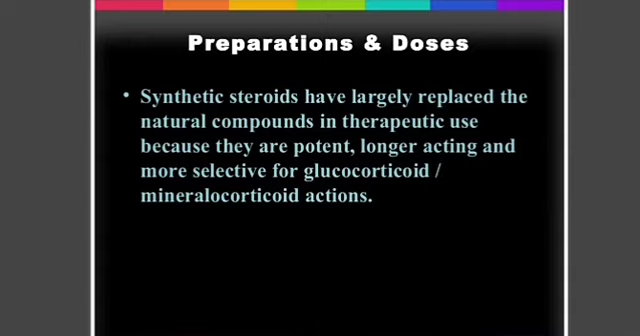 Preparations & Doses
• Synthetic steroids have largely replaced the
natural compounds in therapeutic use
because they are potent, longer acting and
more selective for glucocorticoid /
mineralocorticoid actions.